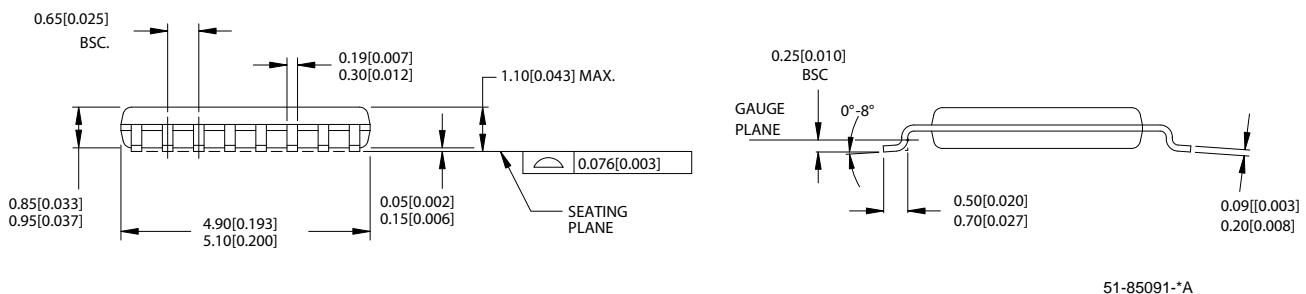 0.65[0.025]
BSC.
0.19[0.007]
0.30[0.012]
1.10[0.043] MAX.
0.85[0.033]
0.95[0.037]
4.90[0.193]
5.10[0.200]
0.05[0.002]
0.15[0.006]
0.076[0.003]
SEATING
PLANE
0.25[0.010]
BSC
GAUGE
PLANE
0°-8°
0.50[0.020]
0.70[0.027]
0.09[[0.003]
0.20[0.008]
51-85091-*A